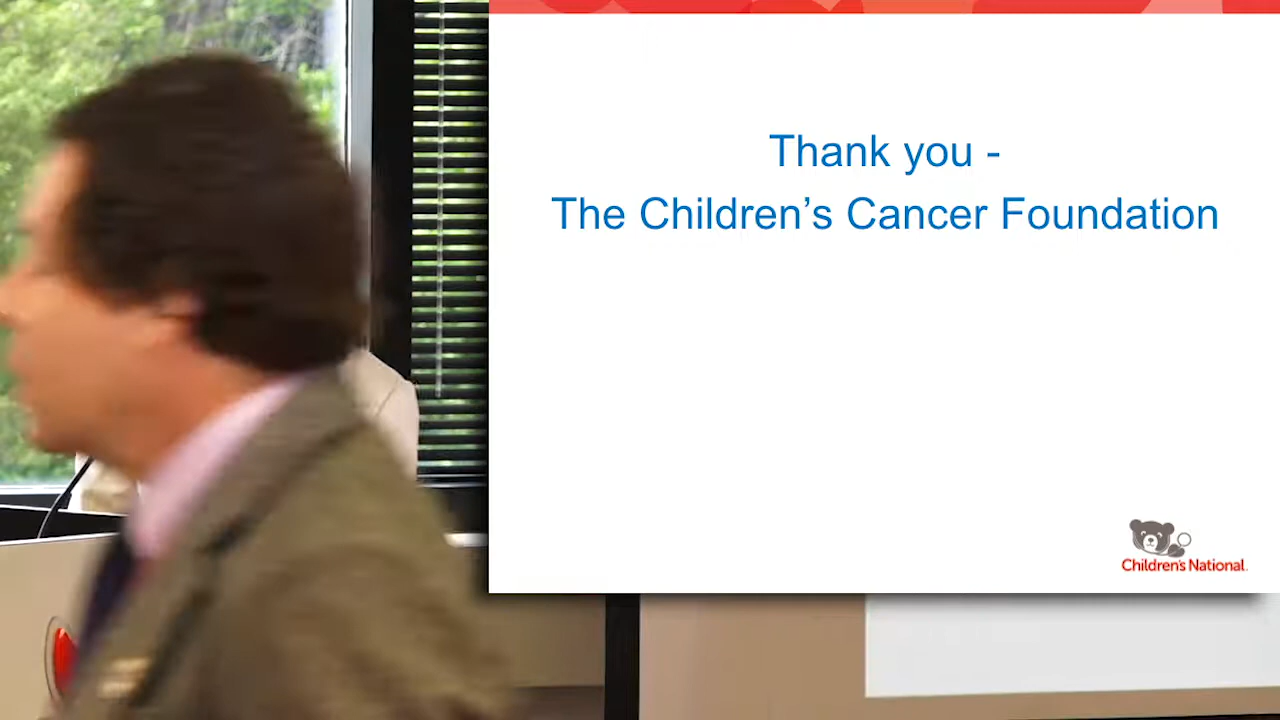 Thank you -
The Children’s Cancer Foundation
Children's National.